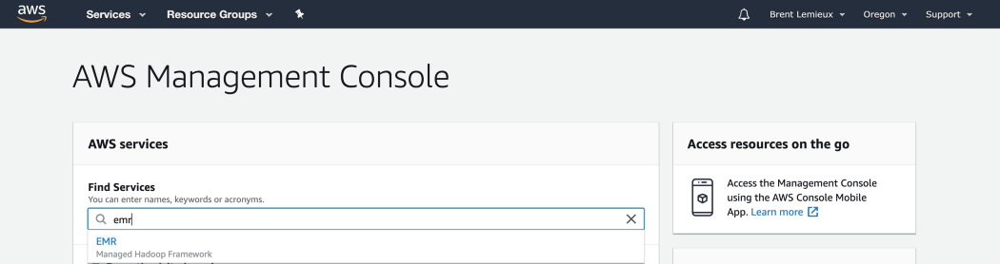 aws
Services
Resource Groups
Brent Lemieux
Oregon
Support
AWS Management Console
AWS services
Find Services
You can enter names, keywords or acronyms.
emr
EMR
Managed Hadoop Framework
Access resources on the go
Access the Management Console
using the AWS Console Mobile
App. Learn more